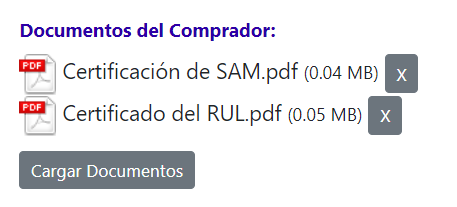 Documentos del Comprador:
PDF Certificación de SAM.pdf (0.04 MB) X
PDF Certificado del RUL.pdf (0.05 MB) X
Cargar Documentos